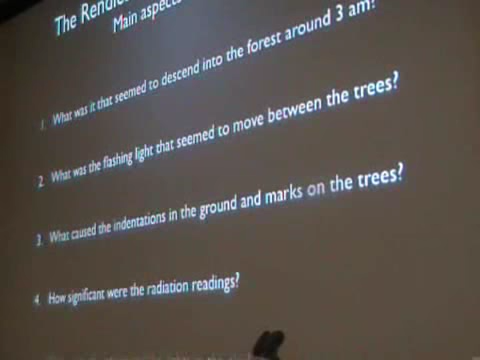 The
Main aspects
1. What was it that seemed to descend into the forest around 3 am?
2. What was the flashing light that seemed to move between the trees?
3. What caused the indentations in the ground and marks on the trees?
4. How significant were the radiation readings?